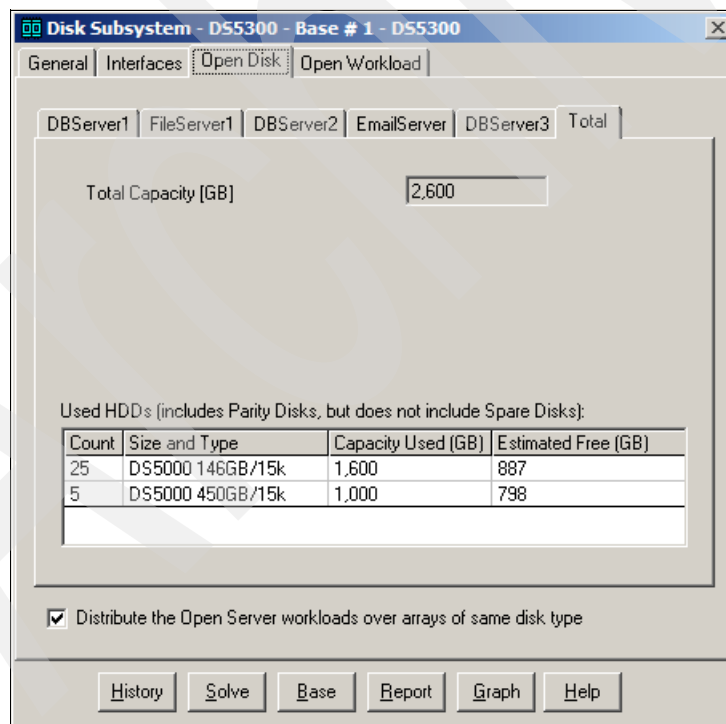 Disk Subsystem - DS5300 - Base # 1 - DS5300
General Interfaces Open Disk Open Workload
DBServer1 FileServer1 DBServer2 EmailServer DBServer3 Total
Total Capacity [GB] 2,600
Used HDDs (includes Parity Disks, but does not include Spare Disks):
Count Size and Type Capacity Used (GB) Estimated Free (GB)
25 DS5000 146GB/15k 1,600 887
5 DS5000 450GB/15k 1,000 798
Distribute the Open Server workloads over arrays of same disk type
History Solve Base Report Graph Help